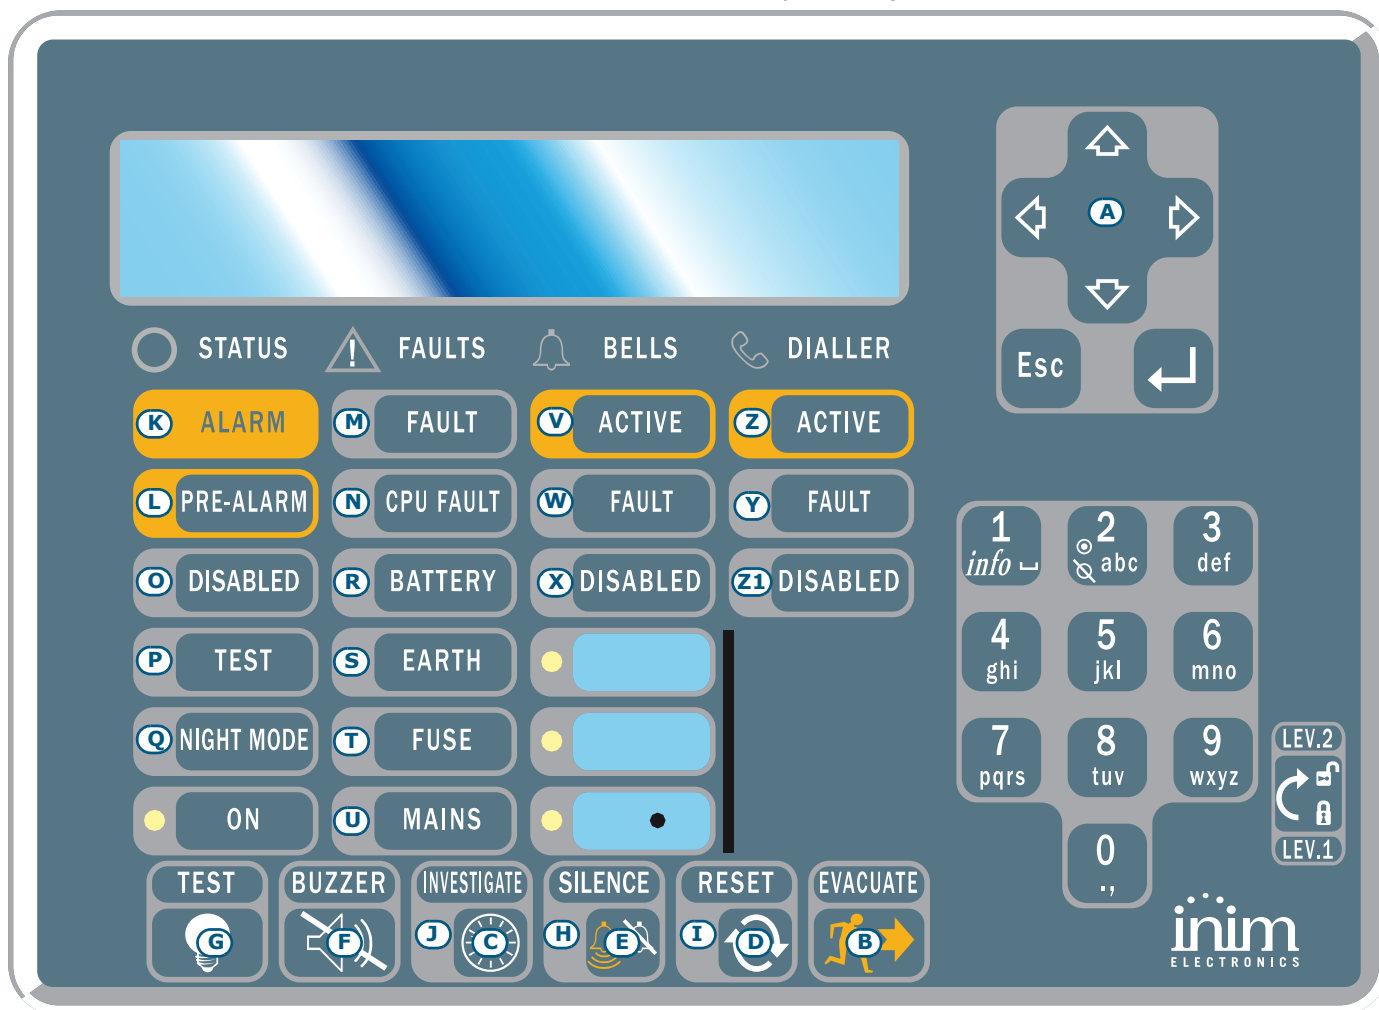 A
STATUS FAULTS BELLS DIALLER
Esc
K ALARM M FAULT V ACTIVE Z ACTIVE
L PRE-ALARM N CPU FAULT W FAULT Y FAULT
O DISABLED R BATTERY X DISABLED Z1 DISABLED
P TEST S EARTH
Q NIGHT MODE T FUSE
ON U MAINS
1 2 3
info abc def
4 5 6
ghi jkl mno
7 8 9
pqrs tuv wxyz
0
.,
LEV.2
LEV.1
TEST BUZZER INVESTIGATE SILENCE RESET EVACUATE
G F J C H E I D B
inim
ELECTRONICS